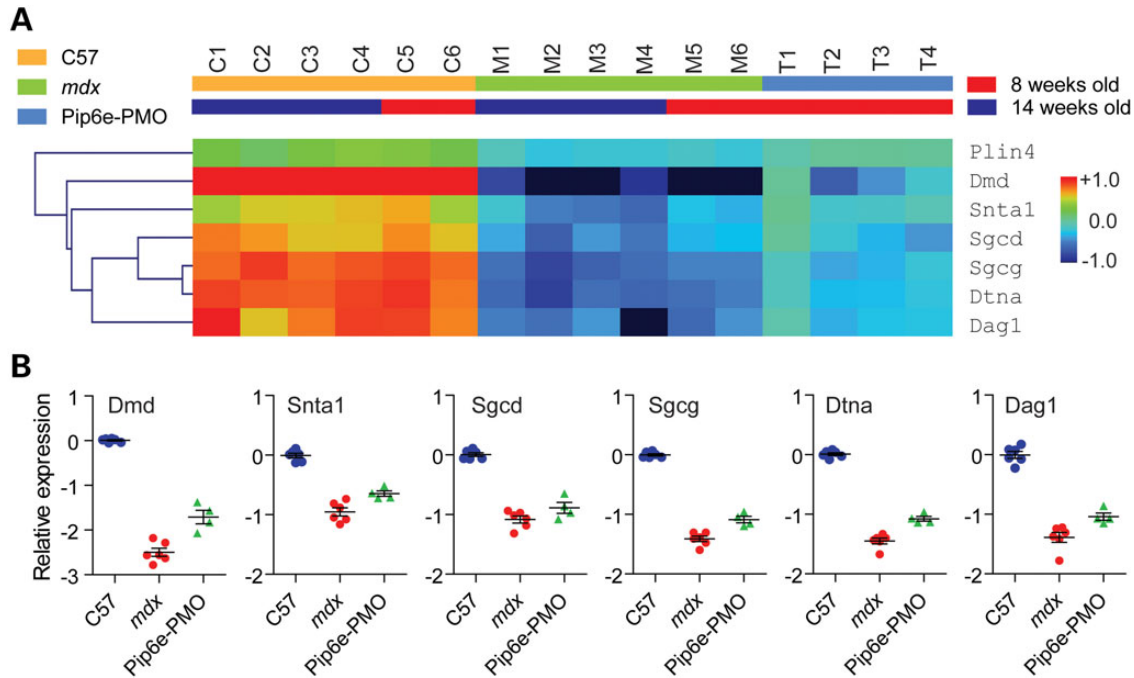 A
C57
mdx
Pip6e-PMO
C1 C2 C3 C4 C5 C6 M1 M2 M3 M4 M5 M6 T1 T2 T3 T4
8 weeks old
14 weeks old
Plin4
Dmd
Snta1
Sgcd
Sgcg
Dtna
Dag1
+1.0
0.0
-1.0
B
Relative expression
Dmd
1
0
-1
-2
-3
C57 mdx Pip6e-PMO
Snta1
1
0
-1
-2
C57 mdx Pip6e-PMO
Sgcd
1
0
-1
-2
C57 mdx Pip6e-PMO
Sgcg
1
0
-1
-2
C57 mdx Pip6e-PMO
Dtna
1
0
-1
-2
C57 mdx Pip6e-PMO
Dag1
1
0
-1
-2
C57 mdx Pip6e-PMO